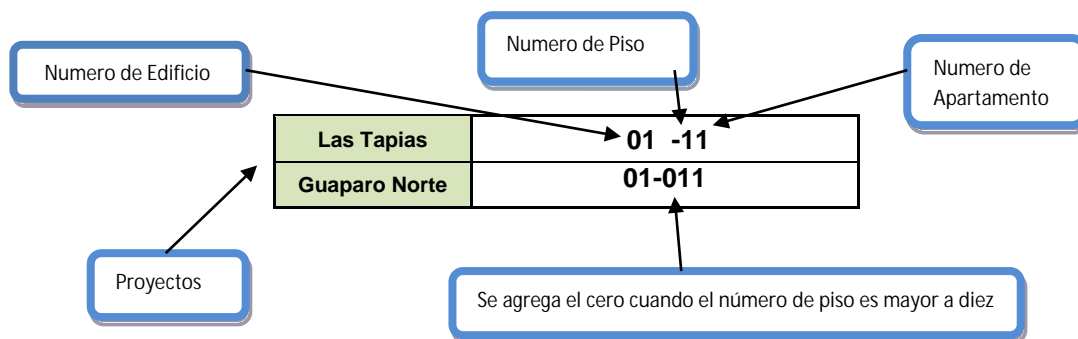 Numero de Piso
Numero de Edificio
Numero de
Apartamento
Las Tapias
01 -11
Guaparo Norte
01-011
Proyectos
Se agrega el cero cuando el número de piso es mayor a diez